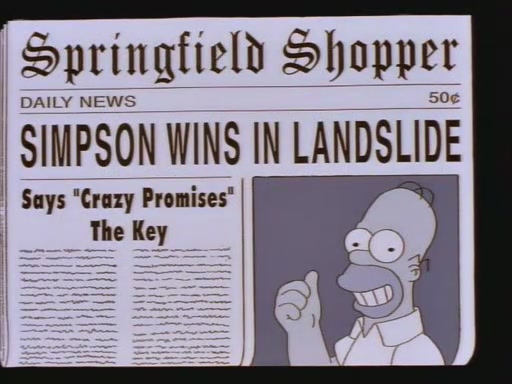 Springfield Shopper
DAILY NEWS 50¢
SIMPSON WINS IN LANDSLIDE
Says "Crazy Promises"
The Key